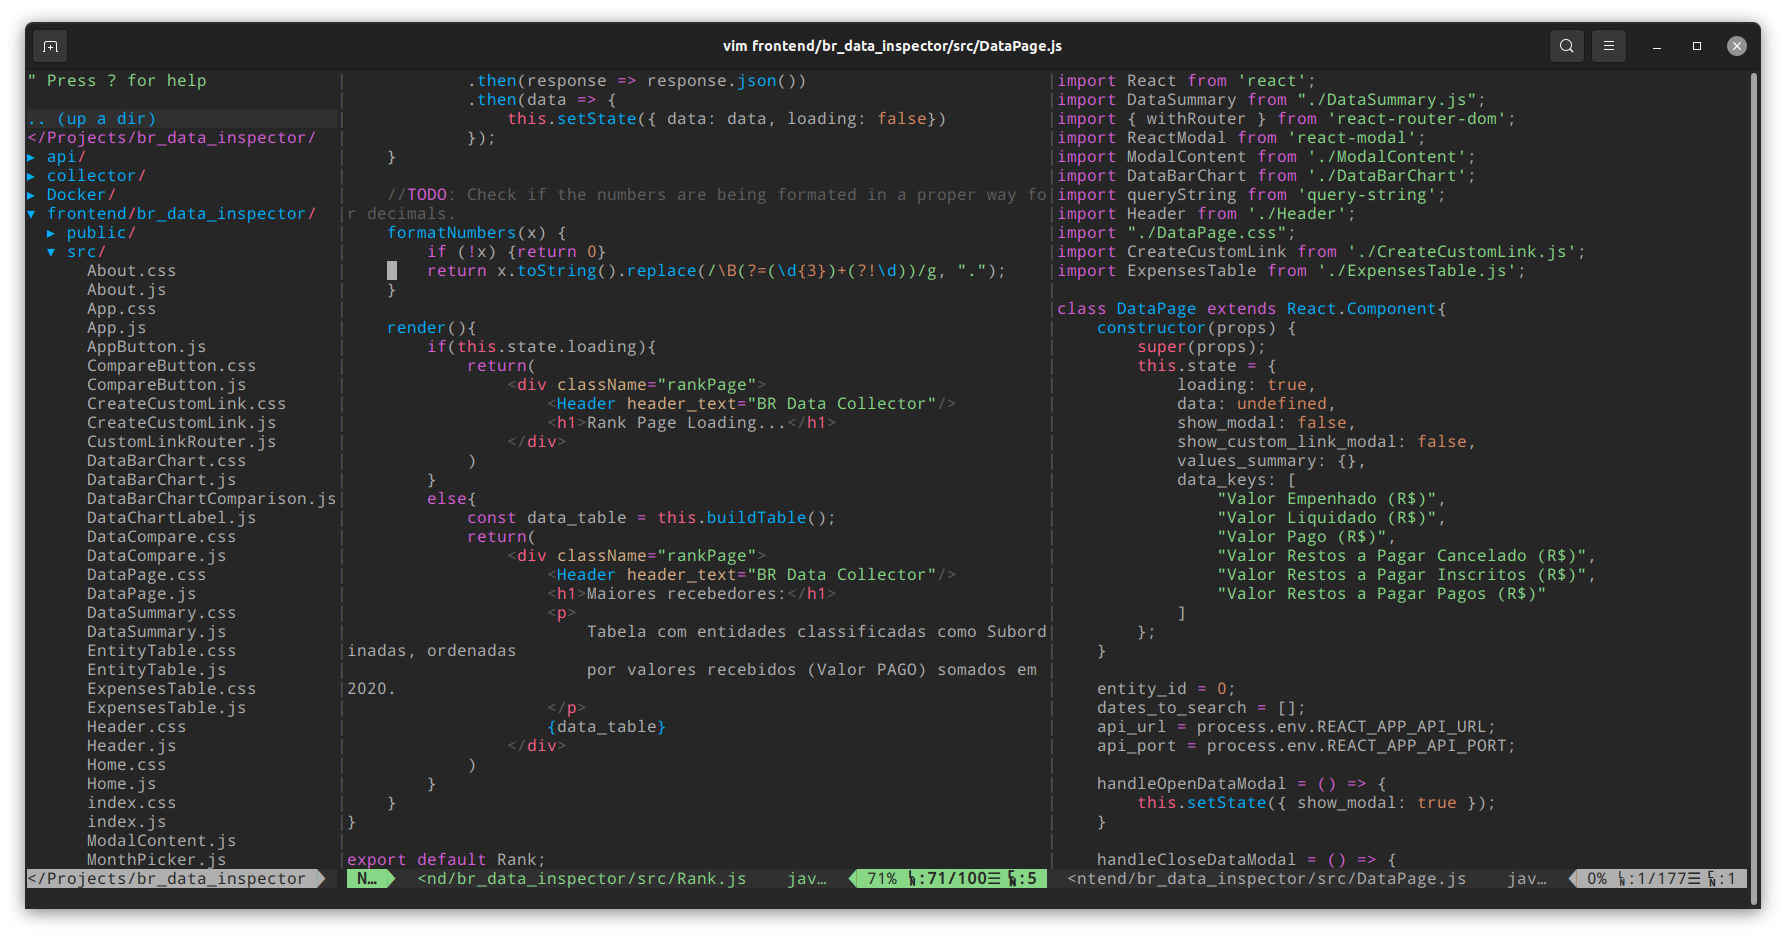 vim frontend/br_data_inspector/src/DataPage.js
" Press ? for help
.. (up a dir)
</Projects/br_data_inspector/
▸ api/
▸ collector/
▸ Docker/
▾ frontend/br_data_inspector/
▸ public/
▾ src/
About.css
About.js
App.css
App.js
AppButton.js
CompareButton.css
CompareButton.js
CreateCustomLink.css
CreateCustomLink.js
CustomLinkRouter.js
DataBarChart.css
DataBarChart.js
DataBarChartComparison.js
DataChartLabel.js
DataCompare.css
DataCompare.js
DataPage.css
DataPage.js
DataSummary.css
DataSummary.js
EntityTable.css
EntityTable.js
ExpensesTable.css
ExpensesTable.js
Header.css
Header.js
Home.css
Home.js
index.css
index.js
ModalContent.js
MonthPicker.js
</Projects/br_data_inspector
.then(response => response.json())
.then(data => {
this.setState({ data: data, loading: false})
});
}
//TODO: Check if the numbers are being formated in a proper way fo
r decimals.
formatNumbers(x) {
if (!x) {return 0}
return x.toString().replace(/\B(?=(\d{3})+(?!\d))/g, ".");
}
render(){
if(this.state.loading){
return(
<div className="rankPage">
<Header header_text="BR Data Collector"/>
<h1>Rank Page Loading...</h1>
</div>
)
}
else{
const data_table = this.buildTable();
return(
<div className="rankPage">
<Header header_text="BR Data Collector"/>
<h1>Maiores recebedores:</h1>
<p>
Tabela com entidades classificadas como Subord
inadas, ordenadas
por valores recebidos (Valor PAGO) somados em
2020.
</p>
{data_table}
</div>
)
}
}
}
export default Rank;
N… <nd/br_data_inspector/src/Rank.js jav… 71% ㏑:71/100☰ ℅:5
import React from 'react';
import DataSummary from "./DataSummary.js";
import { withRouter } from 'react-router-dom';
import ReactModal from 'react-modal';
import ModalContent from './ModalContent';
import DataBarChart from './DataBarChart';
import queryString from 'query-string';
import Header from './Header';
import "./DataPage.css";
import CreateCustomLink from './CreateCustomLink.js';
import ExpensesTable from './ExpensesTable.js';
class DataPage extends React.Component{
constructor(props) {
super(props);
this.state = {
loading: true,
data: undefined,
show_modal: false,
show_custom_link_modal: false,
values_summary: {},
data_keys: [
"Valor Empenhado (R$)",
"Valor Liquidado (R$)",
"Valor Pago (R$)",
"Valor Restos a Pagar Cancelado (R$)",
"Valor Restos a Pagar Inscritos (R$)",
"Valor Restos a Pagar Pagos (R$)"
]
};
}
entity_id = 0;
dates_to_search = [];
api_url = process.env.REACT_APP_API_URL;
api_port = process.env.REACT_APP_API_PORT;
handleOpenDataModal = () => {
this.setState({ show_modal: true });
}
handleCloseDataModal = () => {
<ntend/br_data_inspector/src/DataPage.js jav… 0% ㏑:1/177☰ ℅:1